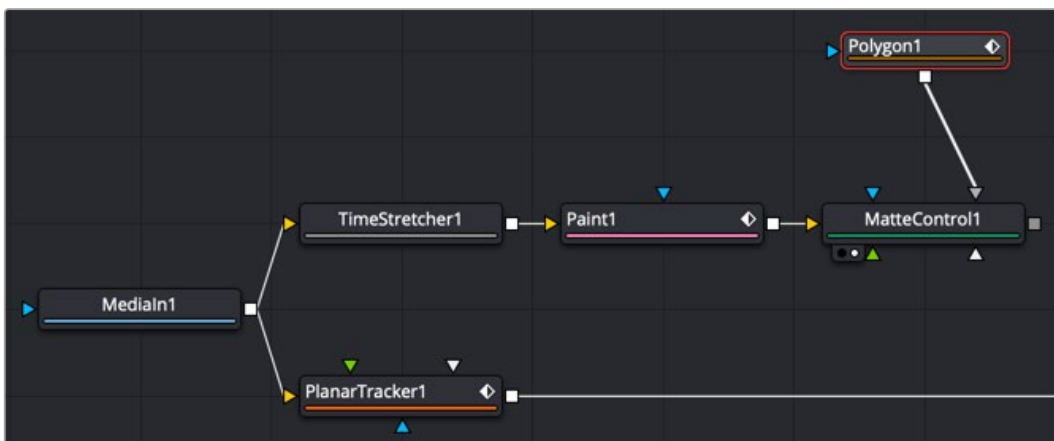 Polygon1
TimeStretcher1
Paint1
MatteControl1
MediaIn1
PlanarTracker1